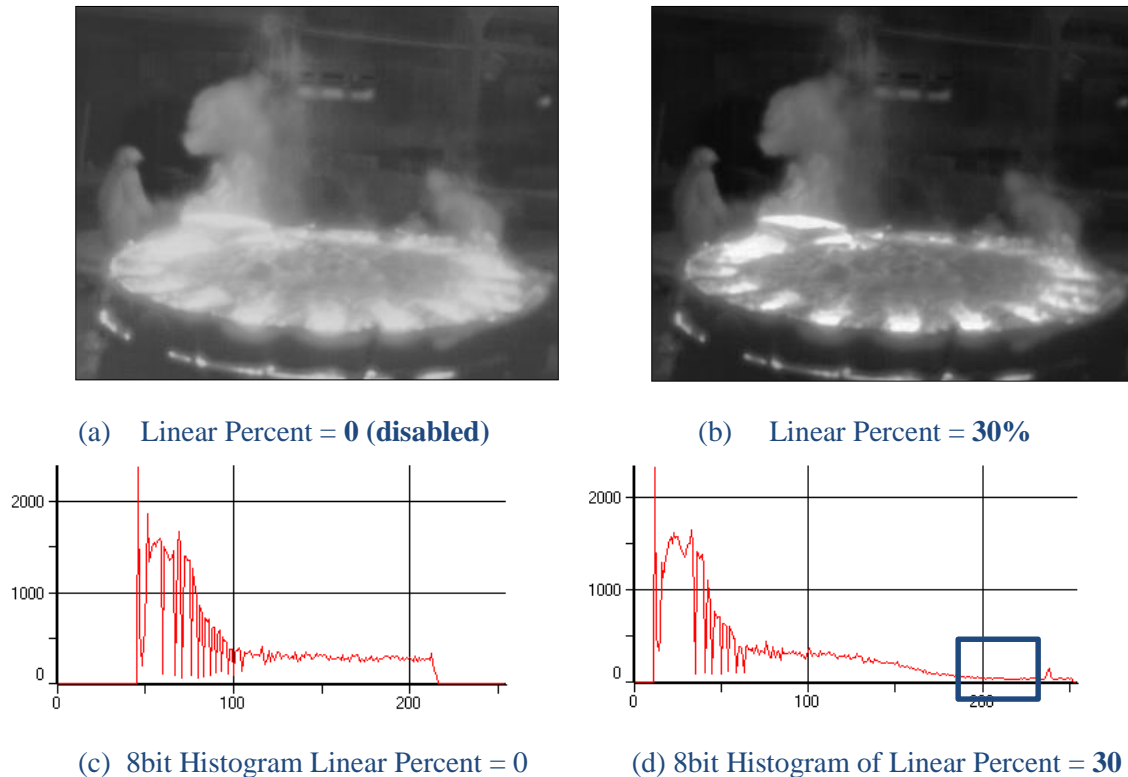 (a) Linear Percent = 0 (disabled)
(b) Linear Percent = 30%
2000
1000
0
0 100 200
2000
1000
0
0 100 200
(c) 8bit Histogram Linear Percent = 0
(d) 8bit Histogram of Linear Percent = 30